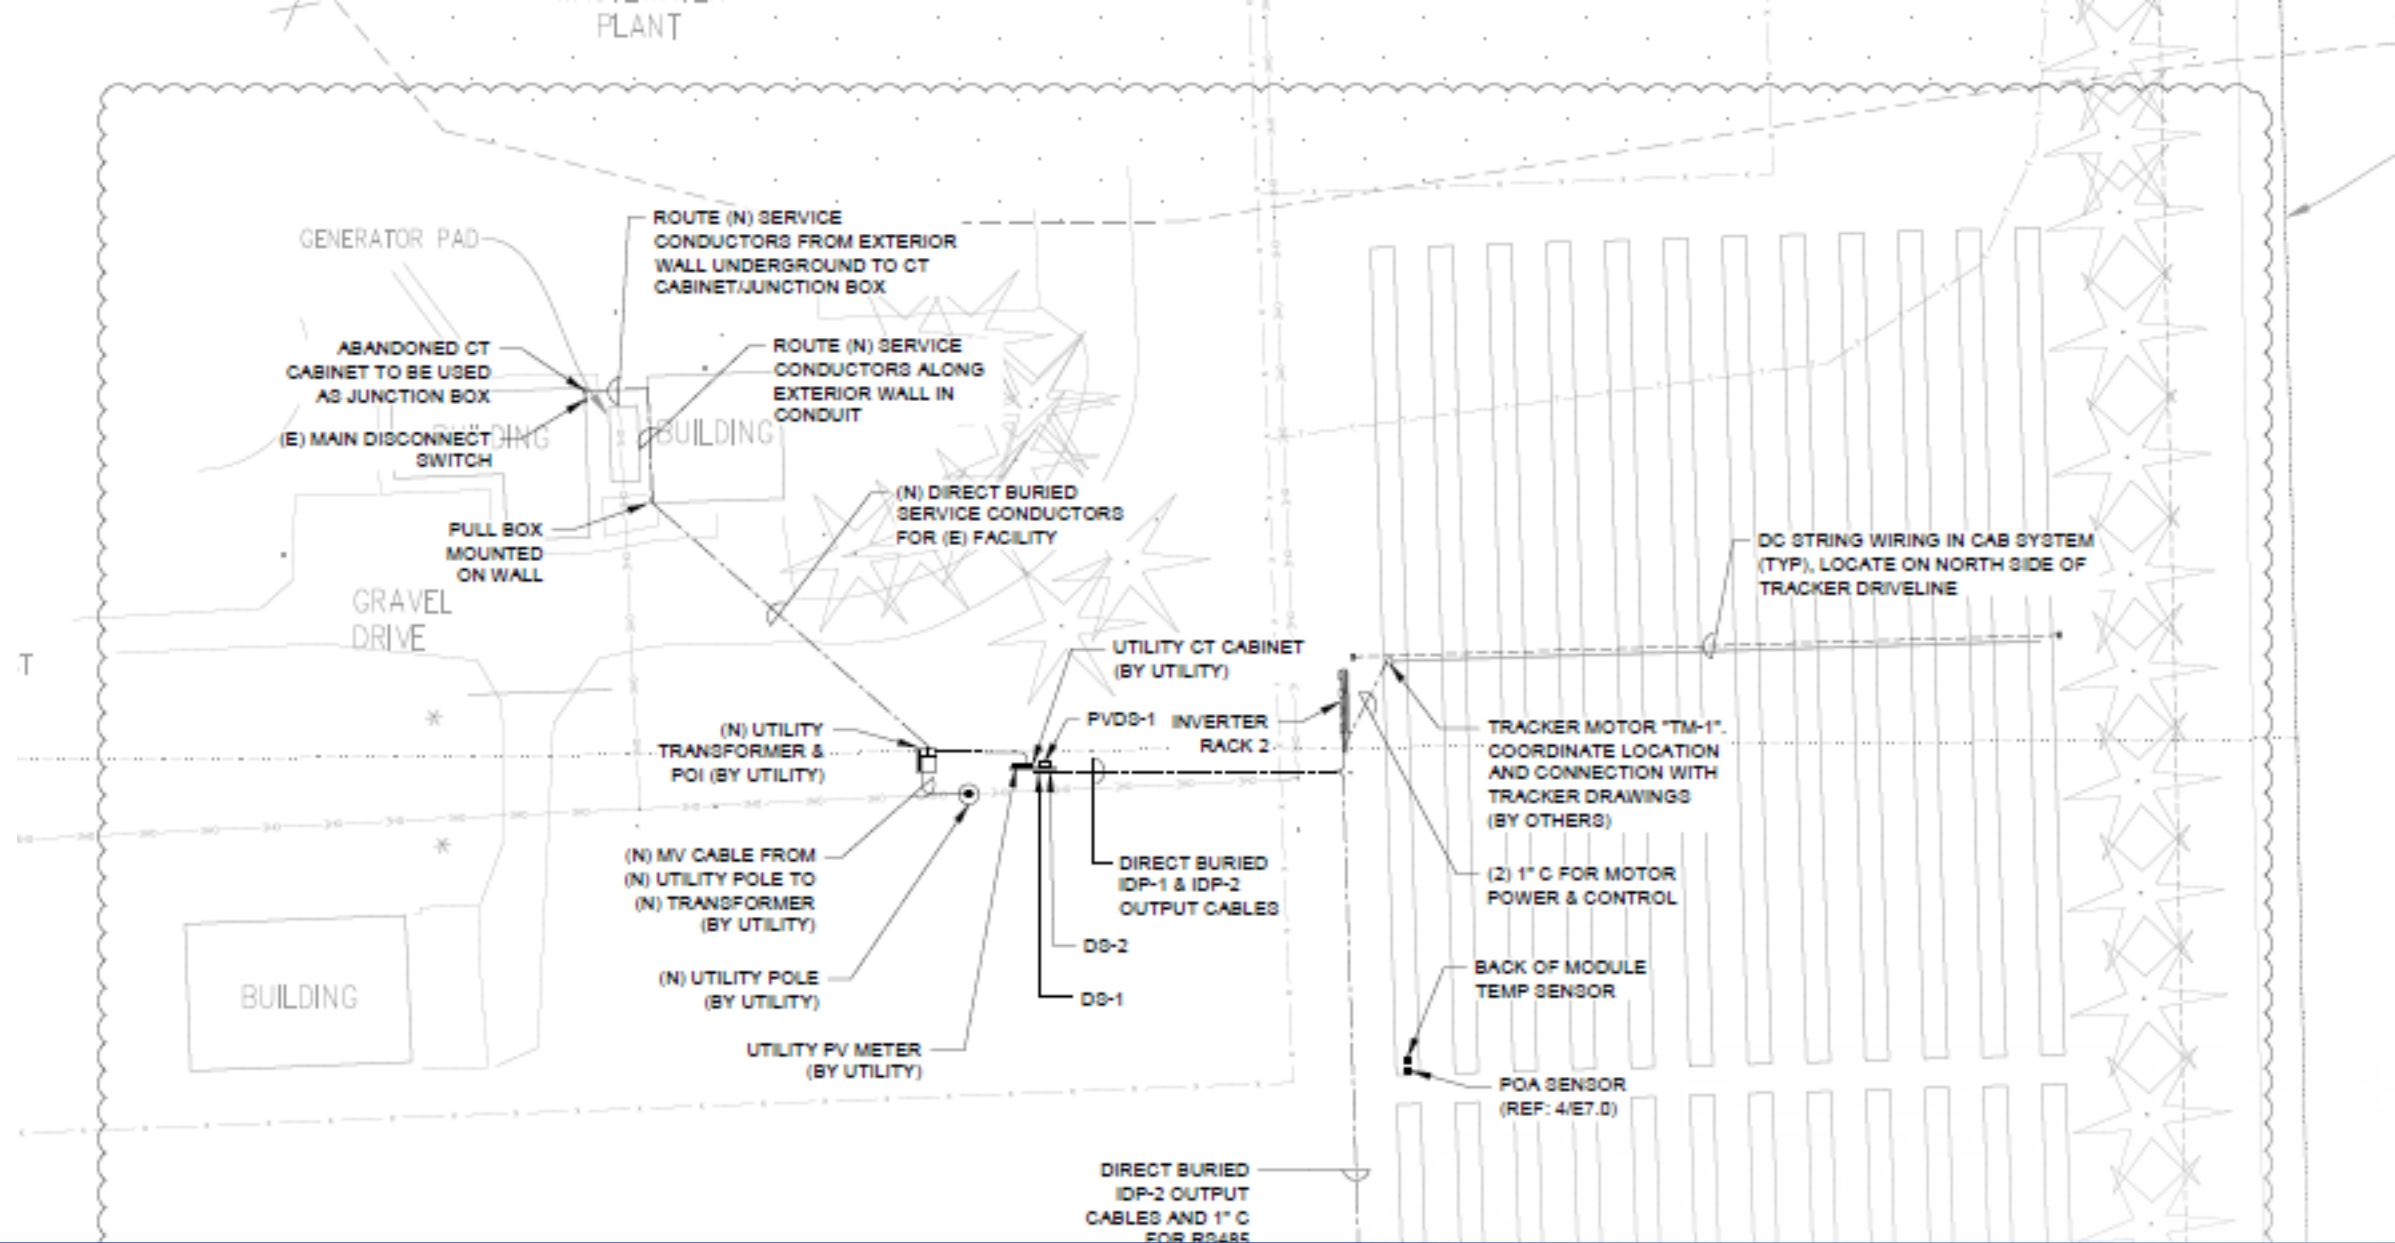 PLANT
ROUTE (N) SERVICE
CONDUCTORS FROM EXTERIOR
WALL UNDERGROUND TO CT
CABINET/JUNCTION BOX
GENERATOR PAD
ABANDONED CT
CABINET TO BE USED
AS JUNCTION BOX
ROUTE (N) SERVICE
CONDUCTORS ALONG
EXTERIOR WALL IN
CONDUIT
BUILDING
BUILDING
(E) MAIN DISCONNECT
SWITCH
(N) DIRECT BURIED
SERVICE CONDUCTORS
FOR (E) FACILITY
PULL BOX
MOUNTED
ON WALL
DC STRING WIRING IN CAB SYSTEM
(TYP), LOCATE ON NORTH SIDE OF
TRACKER DRIVELINE
GRAVEL
DRIVE
T
UTILITY CT CABINET
(BY UTILITY)
(N) UTILITY
TRANSFORMER &
POI (BY UTILITY)
PVDS-1
INVERTER
RACK 2
TRACKER MOTOR "TM-1".
COORDINATE LOCATION
AND CONNECTION WITH
TRACKER DRAWINGS
(BY OTHERS)
(N) MV CABLE FROM
(N) UTILITY POLE TO
(N) TRANSFORMER
(BY UTILITY)
DIRECT BURIED
IDP-1 & IDP-2
OUTPUT CABLES
(2) 1" C FOR MOTOR
POWER & CONTROL
DS-2
(N) UTILITY POLE
(BY UTILITY)
DS-1
BACK OF MODULE
TEMP SENSOR
BUILDING
UTILITY PV METER
(BY UTILITY)
POA SENSOR
(REF: 4/E7.0)
DIRECT BURIED
IDP-2 OUTPUT
CABLES AND 1" C
FOR RS485